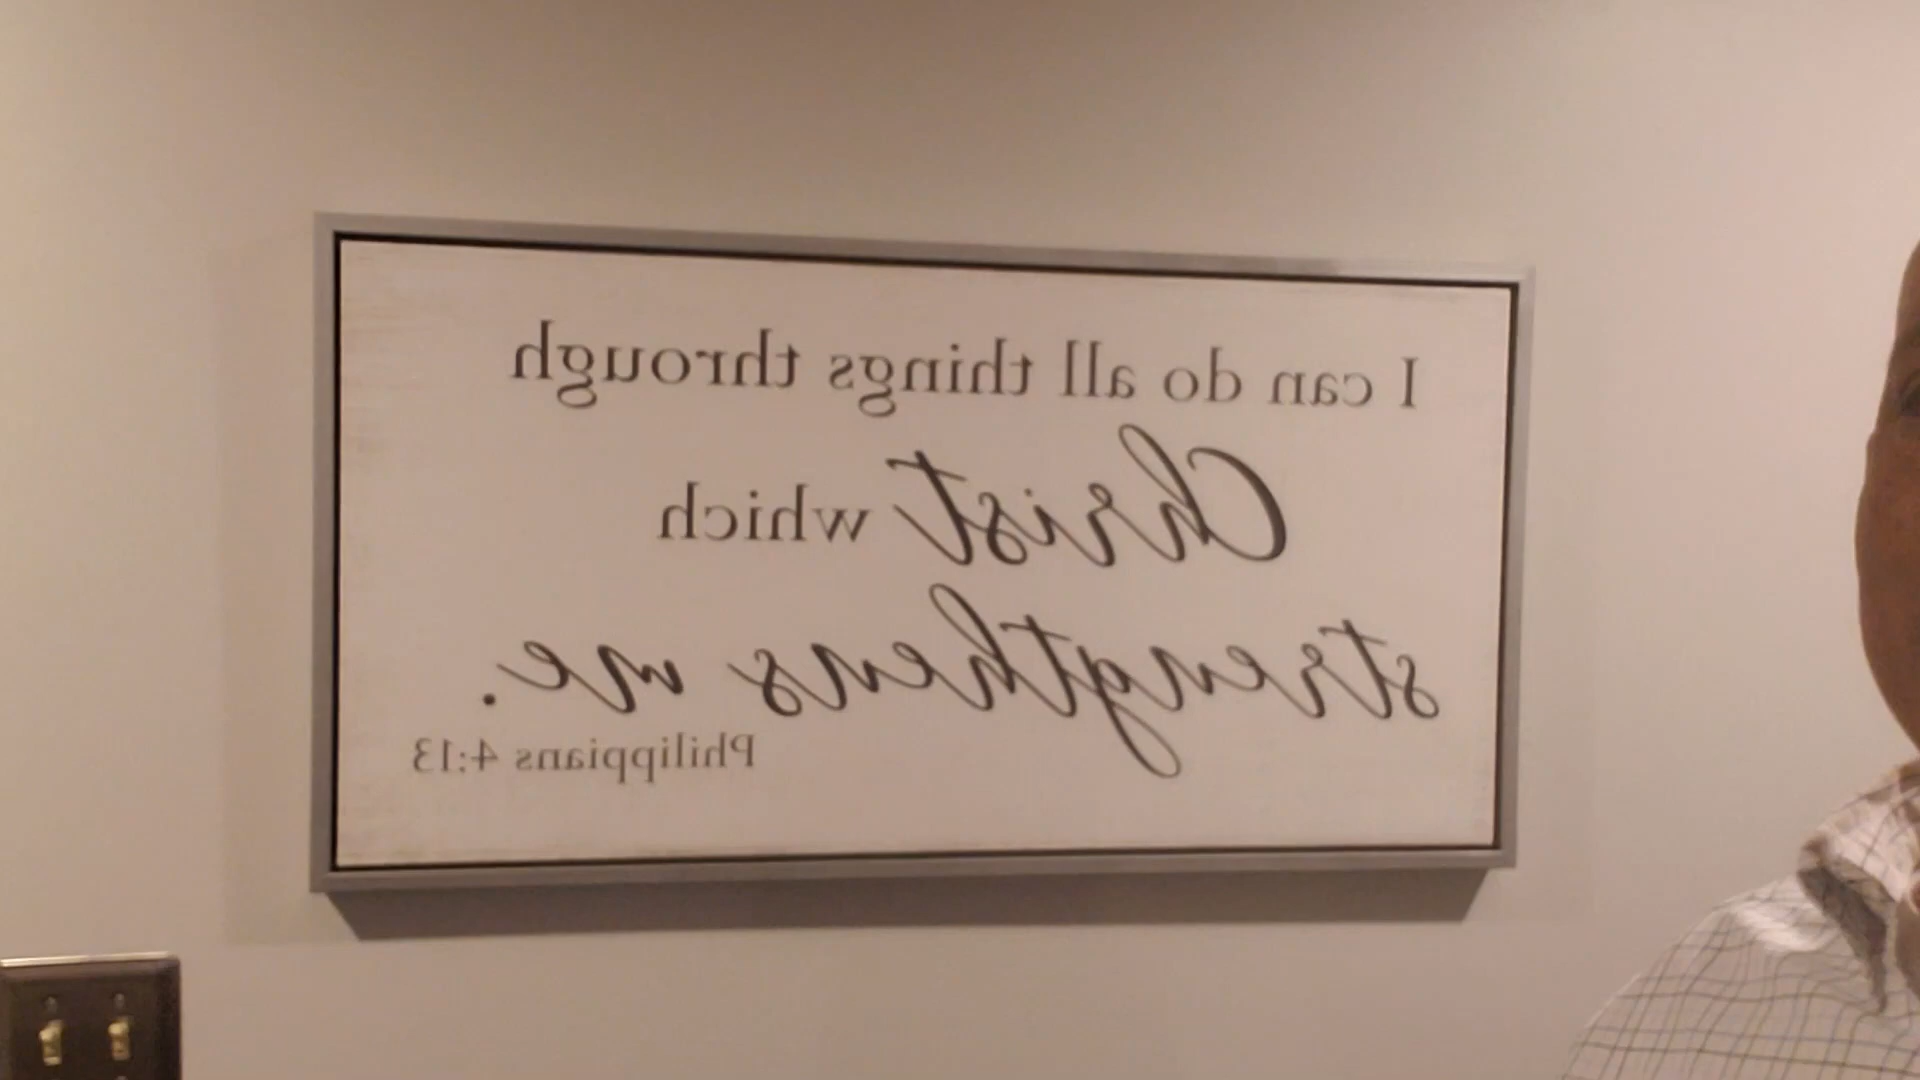 I can do all things through
Christ which
strengthens me.
Philippians 4:13